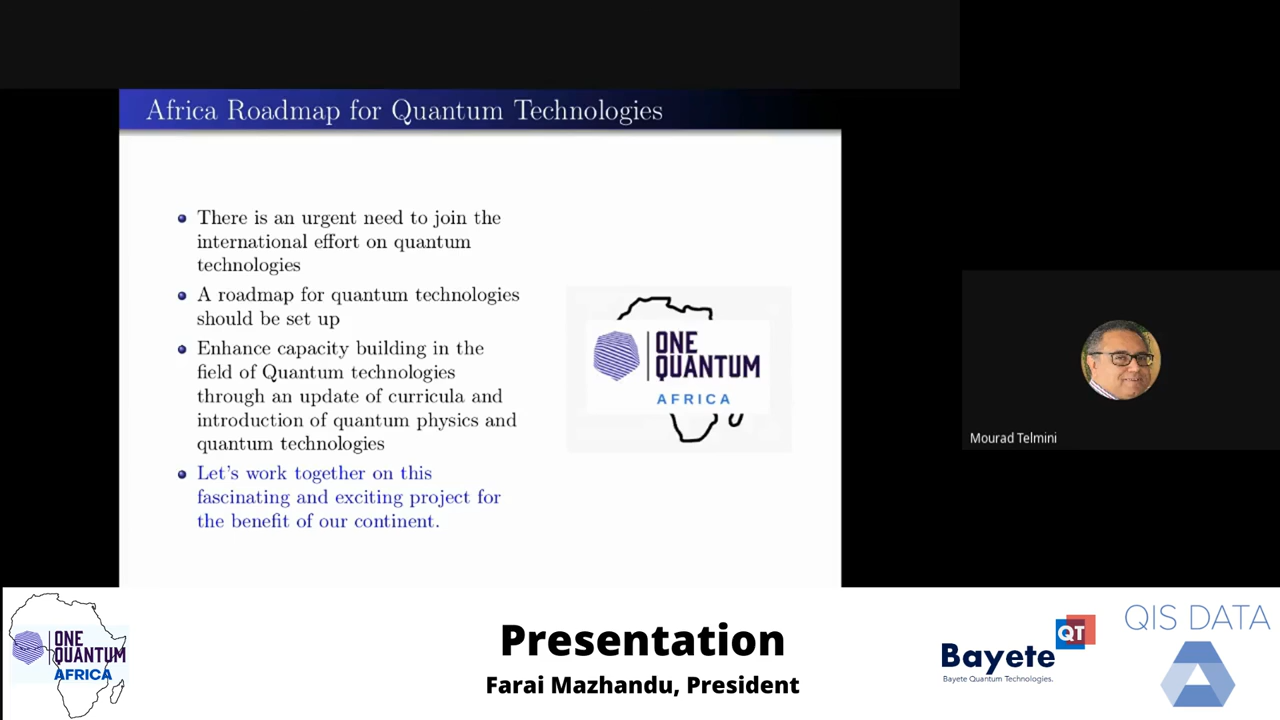 Africa Roadmap for Quantum Technologies
There is an urgent need to join the
international effort on quantum
technologies
A roadmap for quantum technologies
should be set up
Enhance capacity building in the
field of Quantum technologies
through an update of curricula and
introduction of quantum physics and
quantum technologies
Let's work together on this
fascinating and exciting project for
the benefit of our continent.
ONE
QUANTUM
AFRICA
Mourad Telmini
ONE
QUANTUM
AFRICA
Presentation
Farai Mazhandu, President
Bayete QT
Bayete Quantum Technologies.
QIS DATA